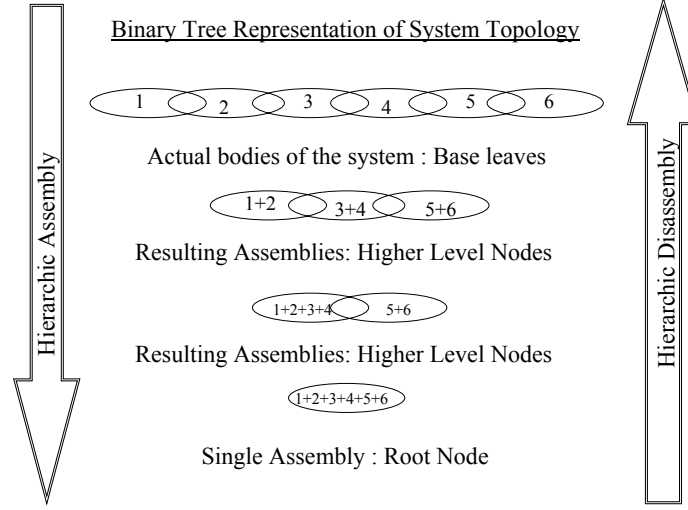 Binary Tree Representation of System Topology
1 2 3 4 5 6
Actual bodies of the system : Base leaves
1+2 3+4 5+6
Resulting Assemblies: Higher Level Nodes
1+2+3+4 5+6
Resulting Assemblies: Higher Level Nodes
1+2+3+4+5+6
Single Assembly : Root Node
Hierarchic Assembly
Hierarchic Disassembly